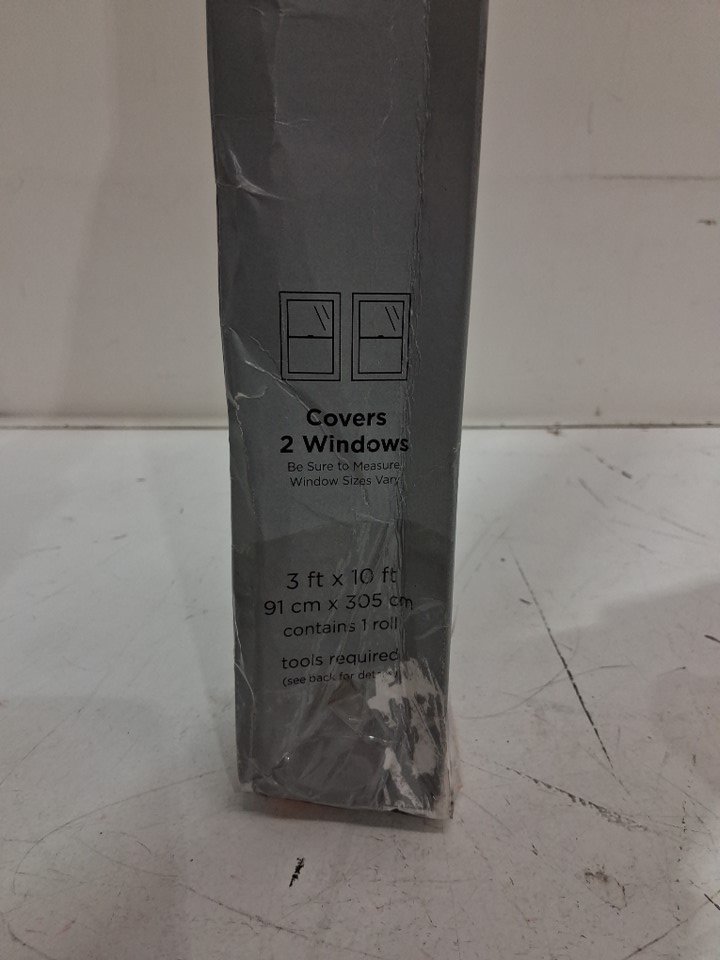 Covers
2 Windows
Be Sure to Measure
Window Sizes Vary
3 ft x 10 ft
91 cm x 305 cm
contains 1 roll
tools required
(see back for details)